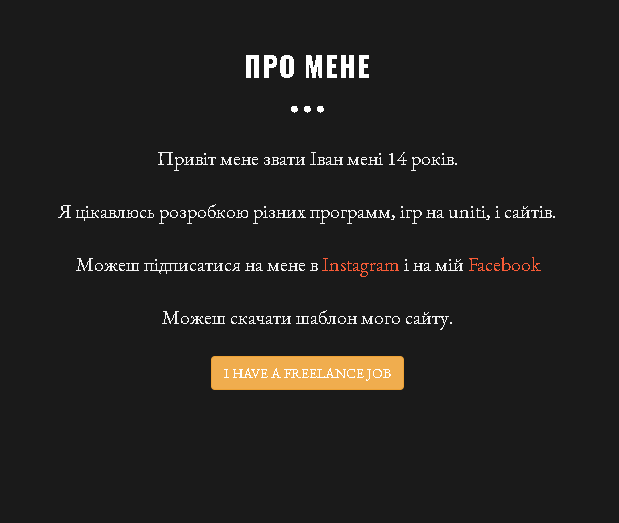 ПРО МЕНЕ
Привіт мене звати Іван мені 14 років.
Я цікавлюсь розробкою різних программ, ігр на uniti, і сайтів.
Можеш підписатися на мене в Instagram і на мій Facebook
Можеш скачати шаблон мого сайту.
I HAVE A FREELANCE JOB